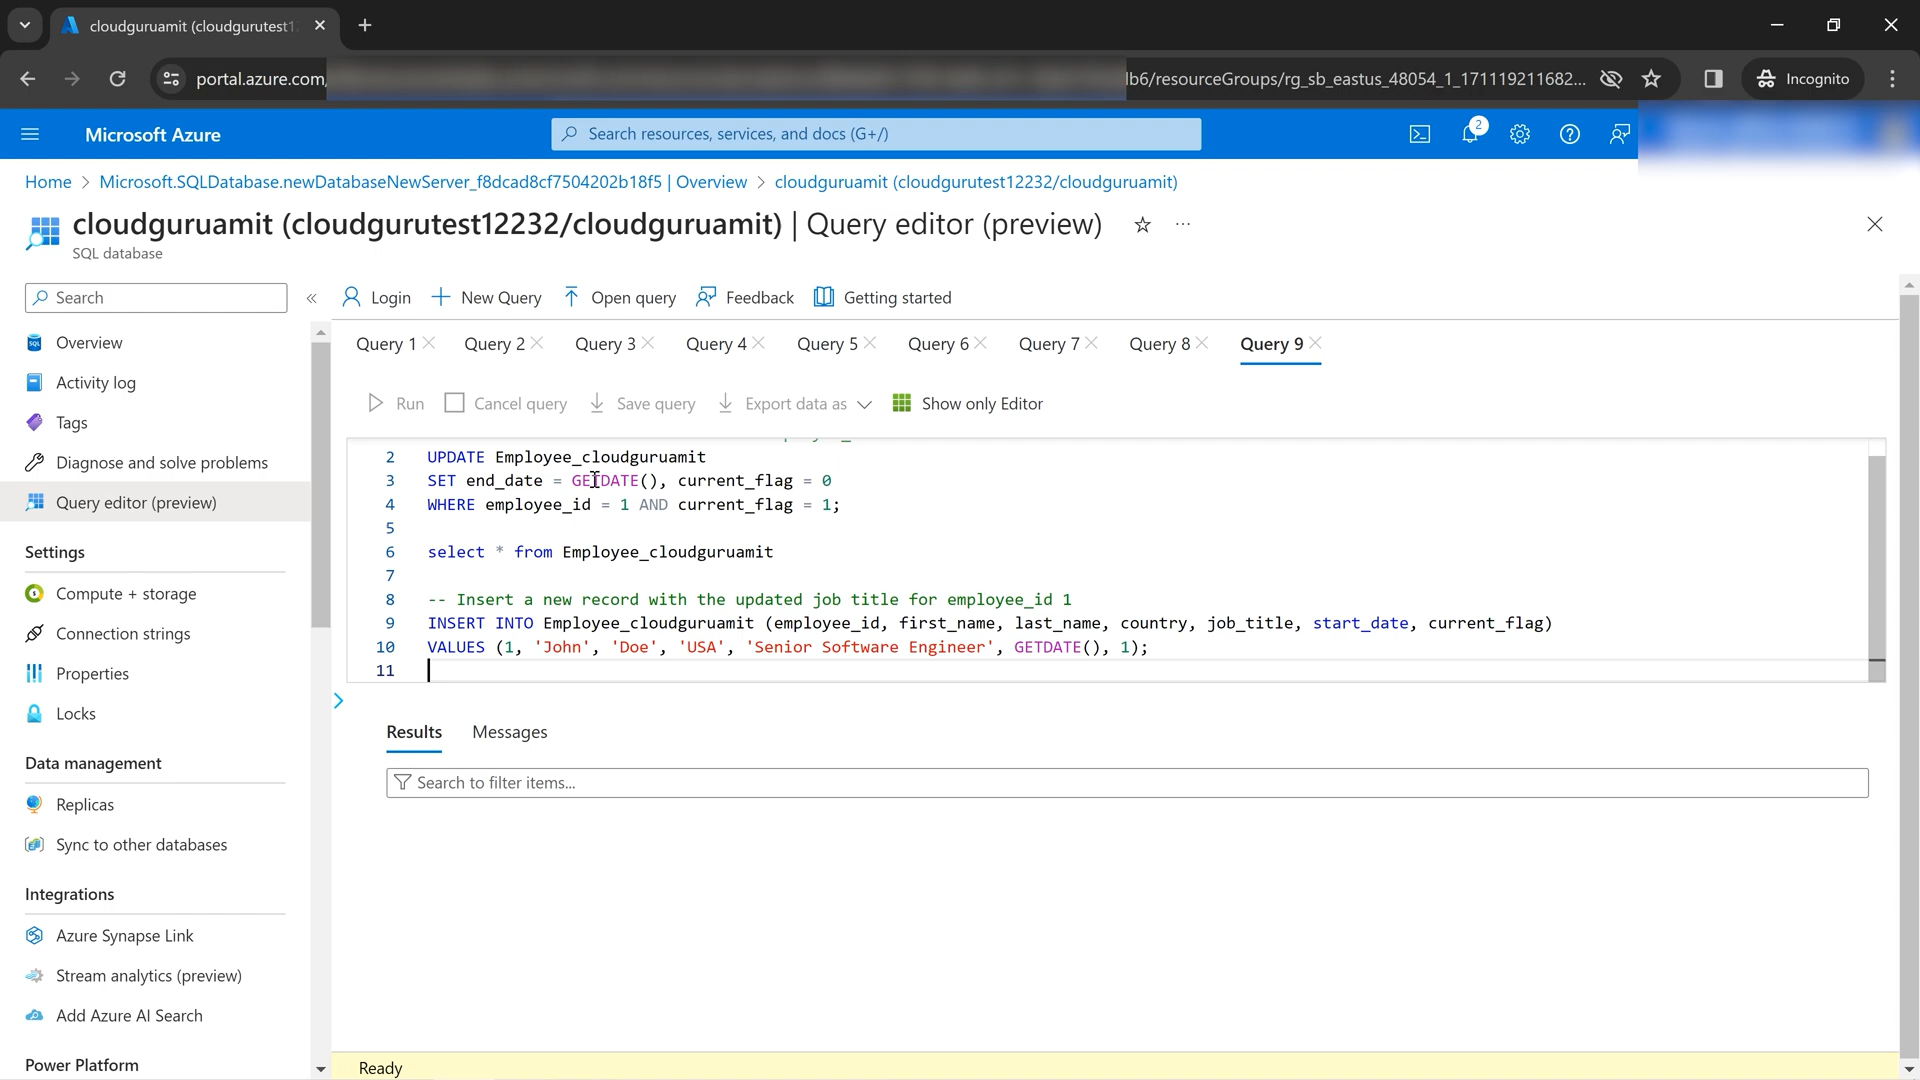 cloudguruamit (cloudgurutest1
portal.azure.com/
lb6/resourceGroups/rg_sb_eastus_48054_1_171119211682...
Incognito
Microsoft Azure
Search resources, services, and docs (G+/)
2
Home > Microsoft.SQLDatabase.newDatabaseNewServer_f8dcad8cf7504202b18f5 | Overview > cloudguruamit (cloudgurutest12232/cloudguruamit)
cloudguruamit (cloudgurutest12232/cloudguruamit) | Query editor (preview)
SQL database
Search
Login
New Query
Open query
Feedback
Getting started
Overview
Activity log
Tags
Diagnose and solve problems
Query editor (preview)
Settings
Compute + storage
Connection strings
Properties
Locks
Data management
Replicas
Sync to other databases
Integrations
Azure Synapse Link
Stream analytics (preview)
Add Azure AI Search
Power Platform
Query 1
Query 2
Query 3
Query 4
Query 5
Query 6
Query 7
Query 8
Query 9
Run
Cancel query
Save query
Export data as
Show only Editor
2 UPDATE Employee_cloudguruamit
3 SET end_date = GETDATE(), current_flag = 0
4 WHERE employee_id = 1 AND current_flag = 1;
5
6 select * from Employee_cloudguruamit
7
8 -- Insert a new record with the updated job title for employee_id 1
9 INSERT INTO Employee_cloudguruamit (employee_id, first_name, last_name, country, job_title, start_date, current_flag)
10 VALUES (1, 'John', 'Doe', 'USA', 'Senior Software Engineer', GETDATE(), 1);
11
Results
Messages
Search to filter items...
Ready